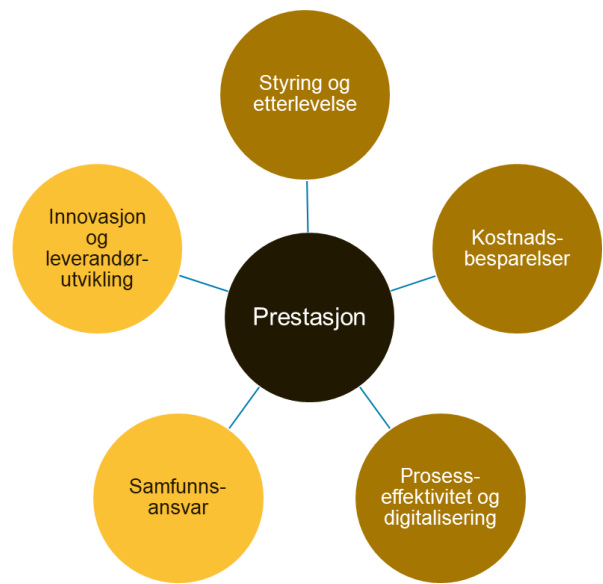 Styring og
etterlevelse
Innovasjon
og
leverandør-
utvikling
Kostnads-
besparelser
Prestasjon
Samfunns-
ansvar
Prosess-
effektivitet og
digitalisering